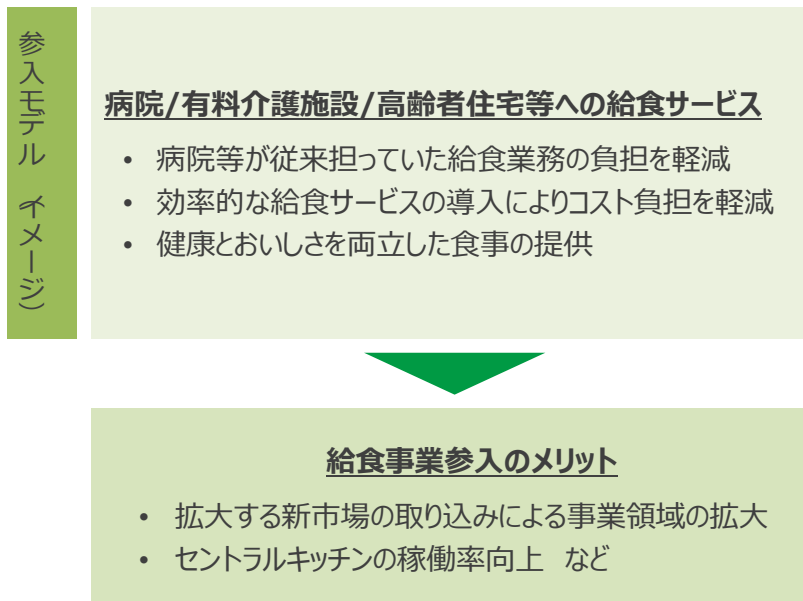 参入モデル（イメージ）
病院/有料介護施設/高齢者住宅等への給食サービス
• 病院等が従来担っていた給食業務の負担を軽減
• 効率的な給食サービスの導入によりコスト負担を軽減
• 健康とおいしさを両立した食事の提供
給食事業参入のメリット
• 拡大する新市場の取り込みによる事業領域の拡大
• セントラルキッチンの稼働率向上　など